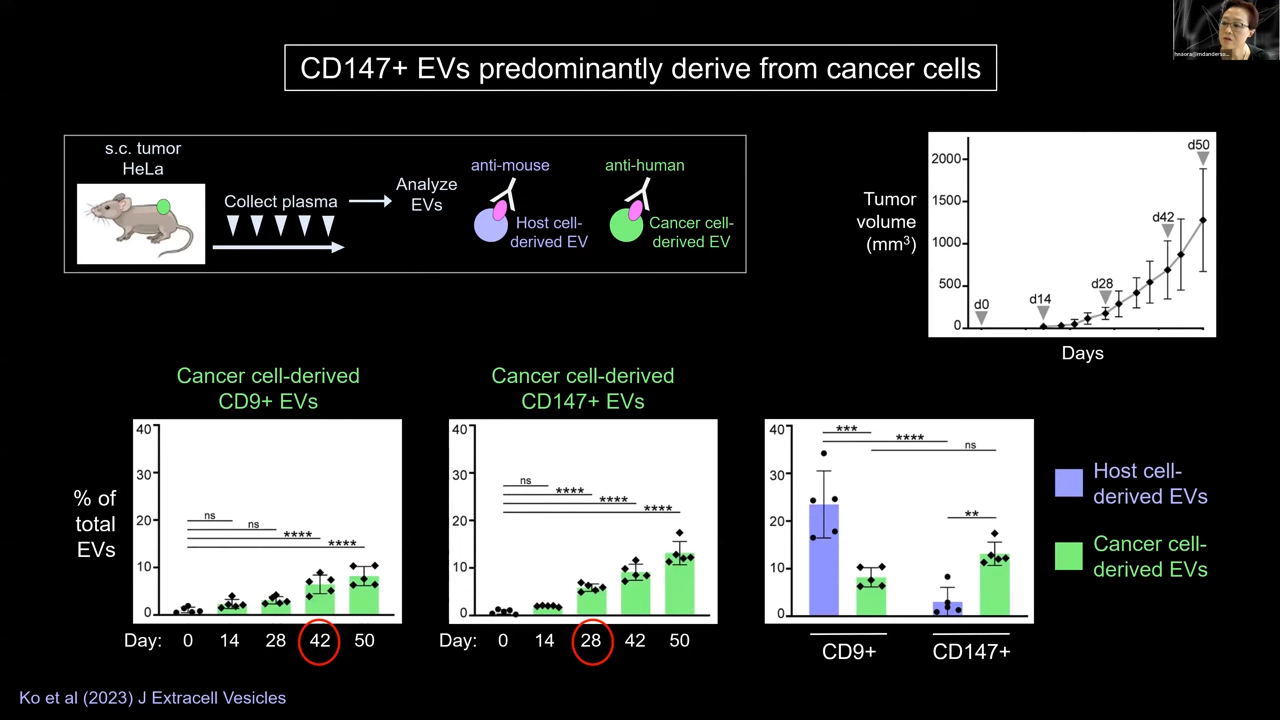 hnaora@mdanderso...
CD147+ EVs predominantly derive from cancer cells
s.c. tumor
HeLa
Collect plasma
Analyze
EVs
anti-mouse
Host cell-
derived EV
anti-human
Cancer cell-
derived EV
Tumor
volume
(mm³)
2000
1500
1000
500
0
d0
d14
d28
d42
d50
Days
Cancer cell-derived
CD9+ EVs
% of
total
EVs
40
30
20
10
0
ns
ns
****
****
Day: 0 14 28 42 50
Cancer cell-derived
CD147+ EVs
40
30
20
10
0
ns
****
****
****
Day: 0 14 28 42 50
40
30
20
10
0
***
****
ns
**
CD9+ CD147+
Host cell-
derived EVs
Cancer cell-
derived EVs
Ko et al (2023) J Extracell Vesicles